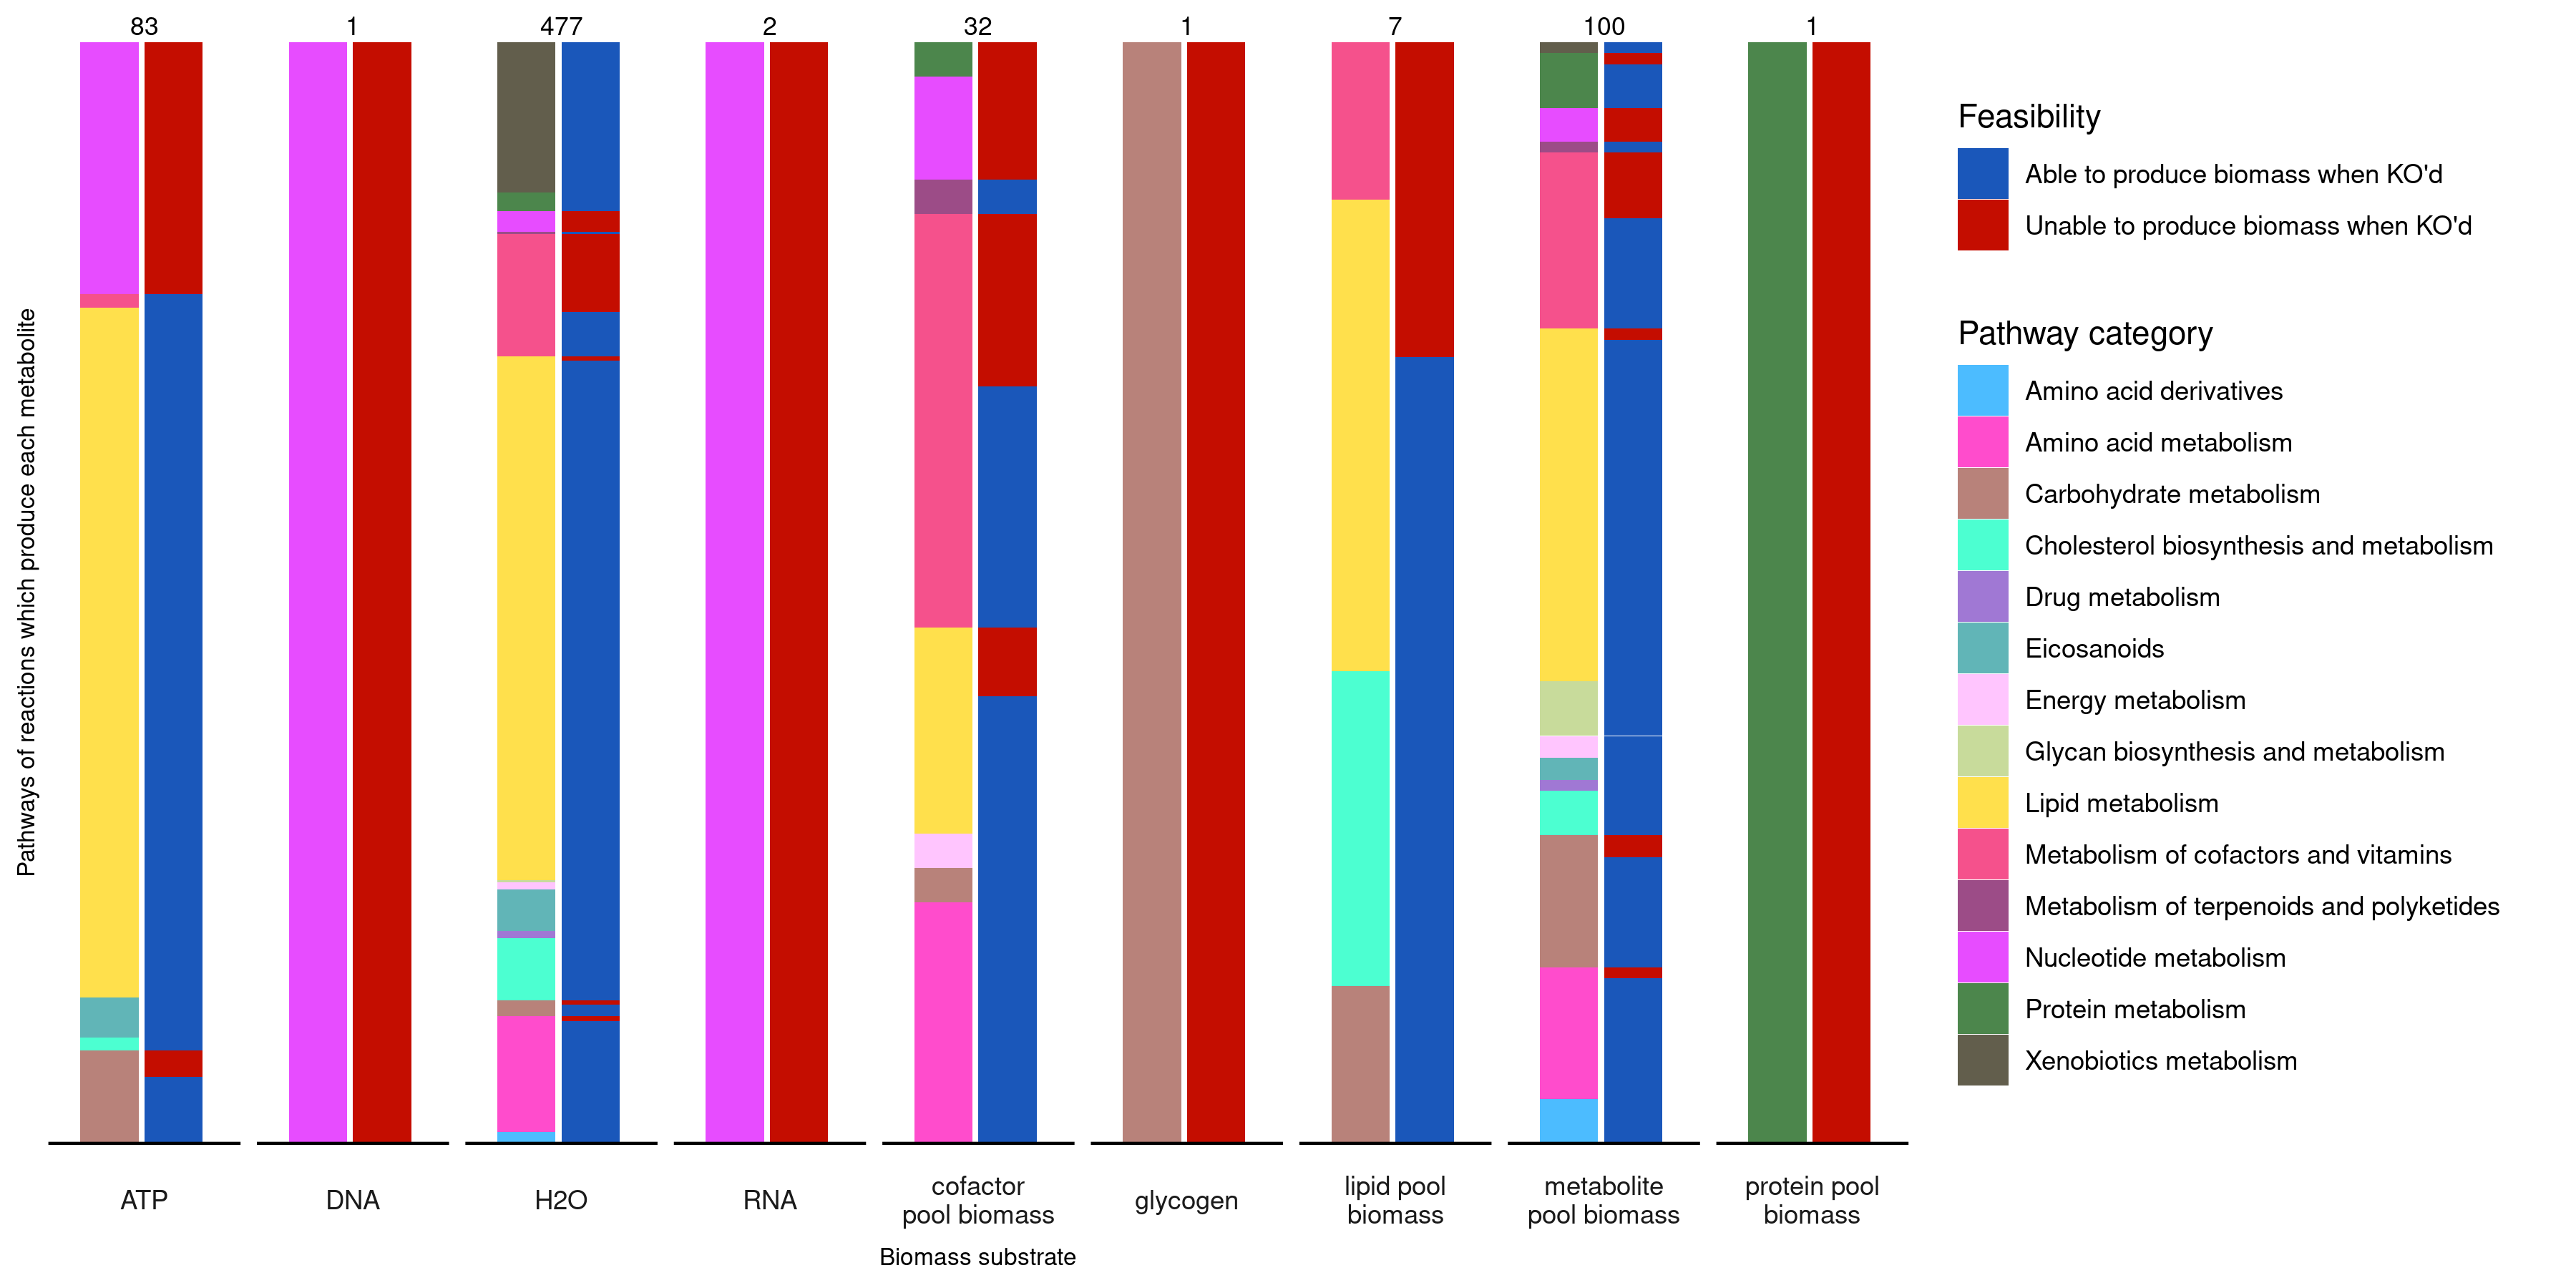 83
1
477
2
32
1
7
100
1
Pathways of reactions which produce each metabolite
Feasibility
Able to produce biomass when KO'd
Unable to produce biomass when KO'd
Pathway category
Amino acid derivatives
Amino acid metabolism
Carbohydrate metabolism
Cholesterol biosynthesis and metabolism
Drug metabolism
Eicosanoids
Energy metabolism
Glycan biosynthesis and metabolism
Lipid metabolism
Metabolism of cofactors and vitamins
Metabolism of terpenoids and polyketides
Nucleotide metabolism
Protein metabolism
Xenobiotics metabolism
ATP
DNA
H2O
RNA
cofactor
pool biomass
glycogen
lipid pool
biomass
metabolite
pool biomass
protein pool
biomass
Biomass substrate